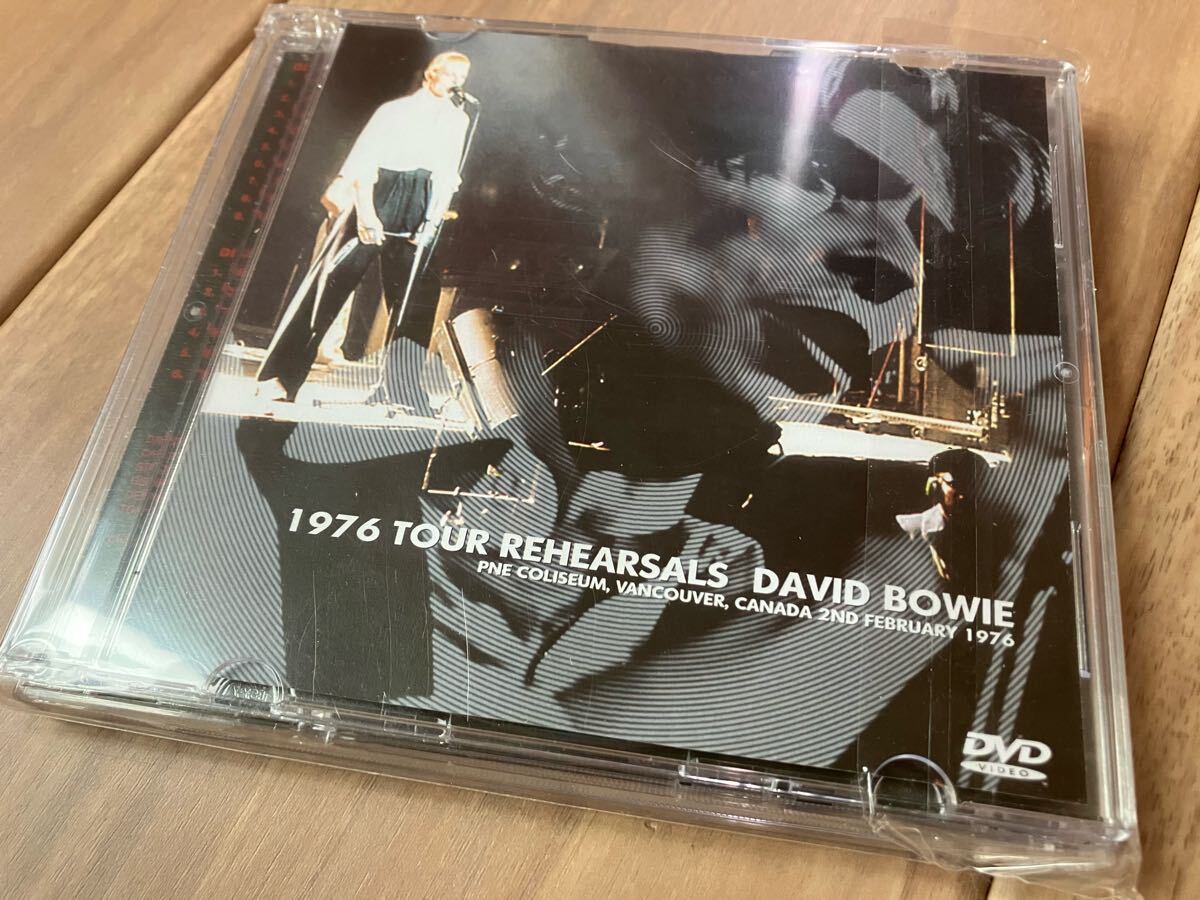 1976 TOUR REHEARSALS DAVID BOWIE
PNE COLISEUM, VANCOUVER, CANADA 2ND FEBRUARY 1976
DVD
VIDEO